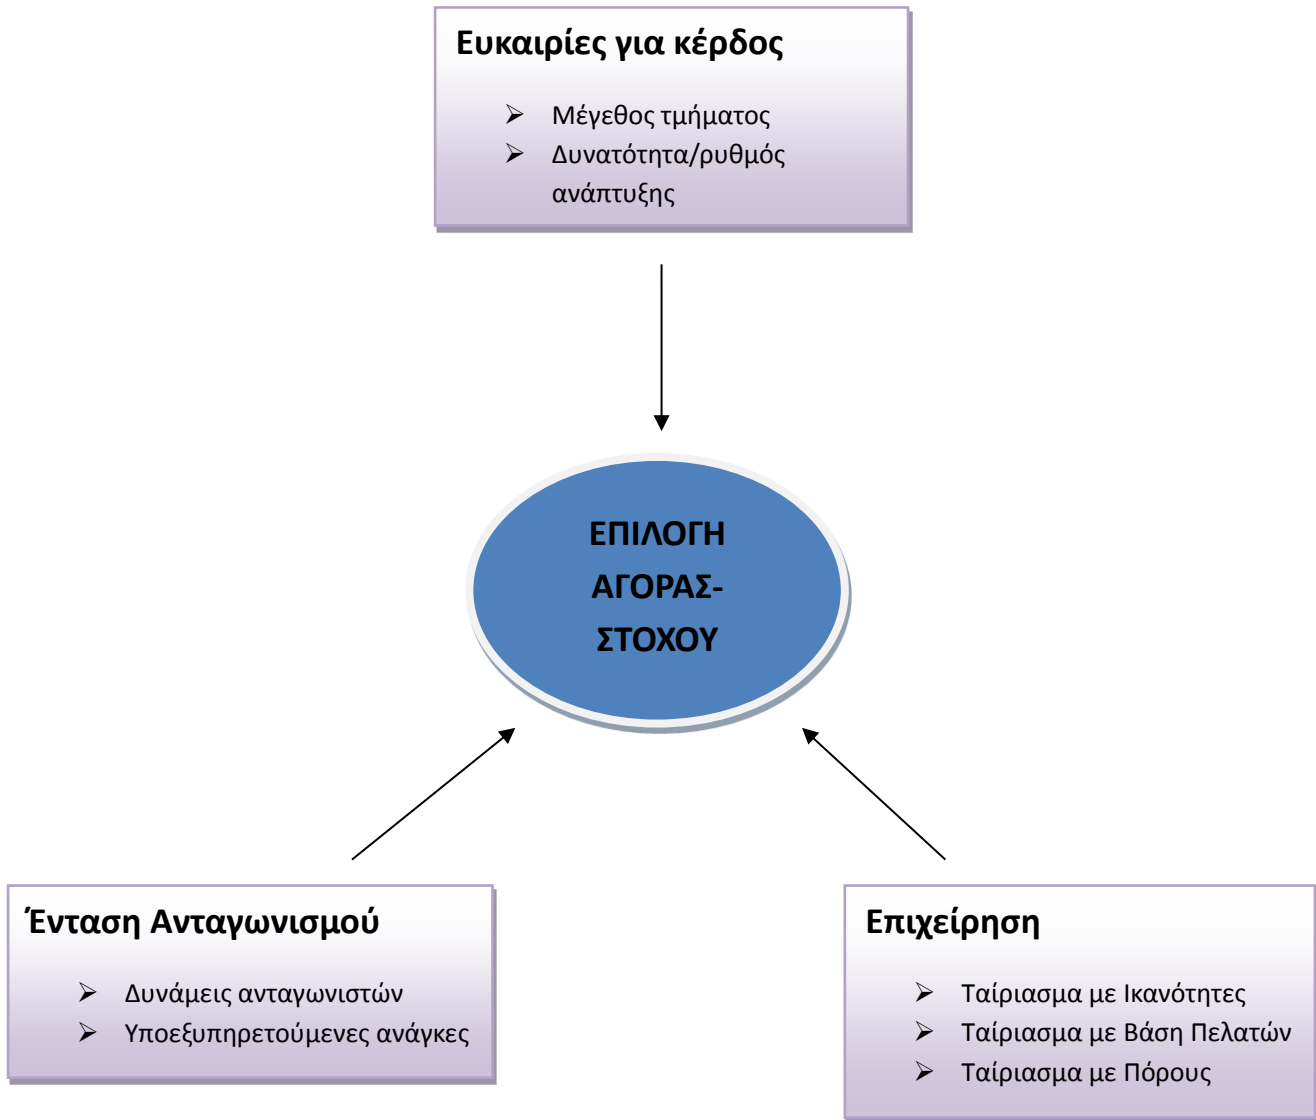 Ευκαιρίες για κέρδος
➢ Μέγεθος τμήματος
➢ Δυνατότητα/ρυθμός
ανάπτυξης
ΕΠΙΛΟΓΗ
ΑΓΟΡΑΣ-
ΣΤΟΧΟΥ
Ένταση Ανταγωνισμού
➢ Δυνάμεις ανταγωνιστών
➢ Υποεξυπηρετούμενες ανάγκες
Επιχείρηση
➢ Ταίριασμα με Ικανότητες
➢ Ταίριασμα με Βάση Πελατών
➢ Ταίριασμα με Πόρους